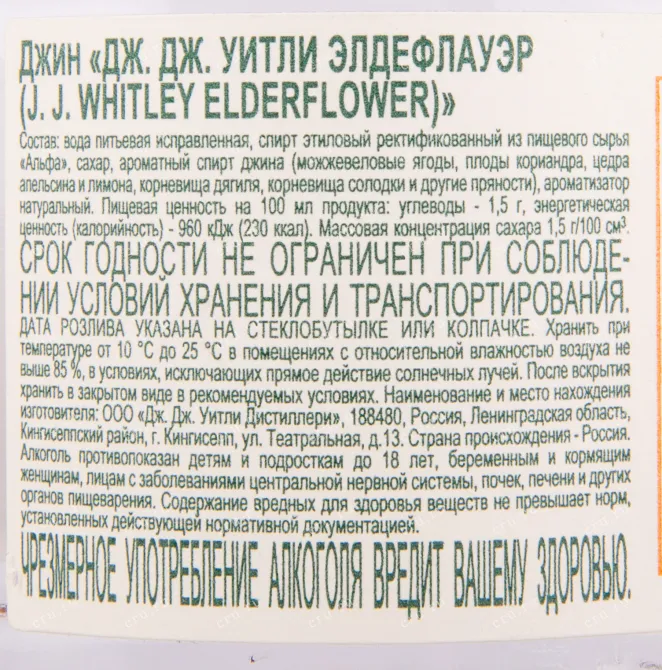 Джин «ДЖ. ДЖ. УИТЛИ ЭЛДЕФЛАУЭР
(J. J. WHITLEY ELDERFLOWER)»
Состав: вода питьевая исправленная, спирт этиловый ректификованный из пищевого сырья
«Альфа», сахар, ароматный спирт джина (можжевеловые ягоды, плоды кориандра, цедра
апельсина и лимона, корневища дягиля, корневища солодки и другие пряности), ароматизатор
натуральный. Пищевая ценность на 100 мл продукта: углеводы - 1,5 г, энергетическая
ценность (калорийность) - 960 кДж (230 ккал). Массовая концентрация сахара 1,5 г/100 см³.
СРОК ГОДНОСТИ НЕ ОГРАНИЧЕН ПРИ СОБЛЮДЕ-
НИИ УСЛОВИЙ ХРАНЕНИЯ И ТРАНСПОРТИРОВАНИЯ.
ДАТА РОЗЛИВА УКАЗАНА НА СТЕКЛОБУТЫЛКЕ ИЛИ КОЛПАЧКЕ. Хранить при
температуре от 10 °С до 25 °С в помещениях с относительной влажностью воздуха не
выше 85 %, в условиях, исключающих прямое действие солнечных лучей. После вскрытия
хранить в закрытом виде в рекомендуемых условиях. Наименование и место нахождения
изготовителя: ООО «Дж. Дж. Уитли Дистиллери», 188480, Россия, Ленинградская область,
Кингисеппский район, г. Кингисепп, ул. Театральная, д.13. Страна происхождения - Россия.
Алкоголь противопоказан детям и подросткам до 18 лет, беременным и кормящим
женщинам, лицам с заболеваниями центральной нервной системы, почек, печени и других
органов пищеварения. Содержание вредных для здоровья веществ не превышает норм,
установленных действующей нормативной документацией.
ЧРЕЗМЕРНОЕ УПОТРЕБЛЕНИЕ АЛКОГОЛЯ ВРЕДИТ ВАШЕМУ ЗДОРОВЬЮ.